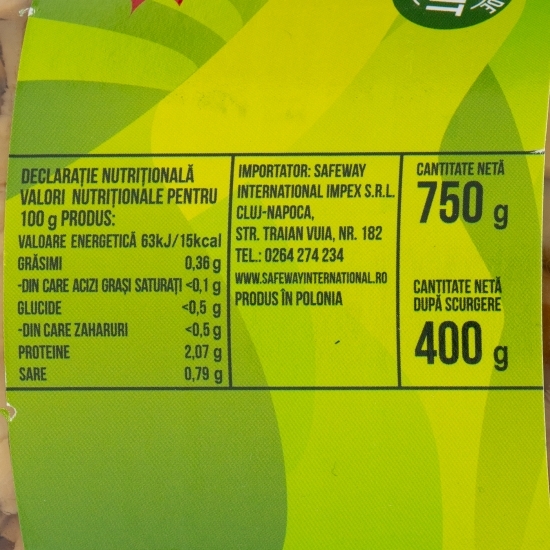 DECLARAȚIE NUTRIȚIONALĂ
VALORI NUTRIȚIONALE PENTRU
100 g PRODUS:
VALOARE ENERGETICĂ 63kJ/15kcal
GRĂSIMI 0,36 g
-DIN CARE ACIZI GRAȘI SATURAȚI <0,1 g
GLUCIDE <0,5 g
-DIN CARE ZAHARURI <0,5 g
PROTEINE 2,07 g
SARE 0,79 g
IMPORTATOR: SAFEWAY
INTERNATIONAL IMPEX S.R.L.
CLUJ-NAPOCA,
STR. TRAIAN VUIA, NR. 182
TEL.: 0264 274 234
WWW.SAFEWAYINTERNATIONAL.RO
PRODUS ÎN POLONIA
CANTITATE NETĂ
750 g
CANTITATE NETĂ
DUPĂ SCURGERE
400 g